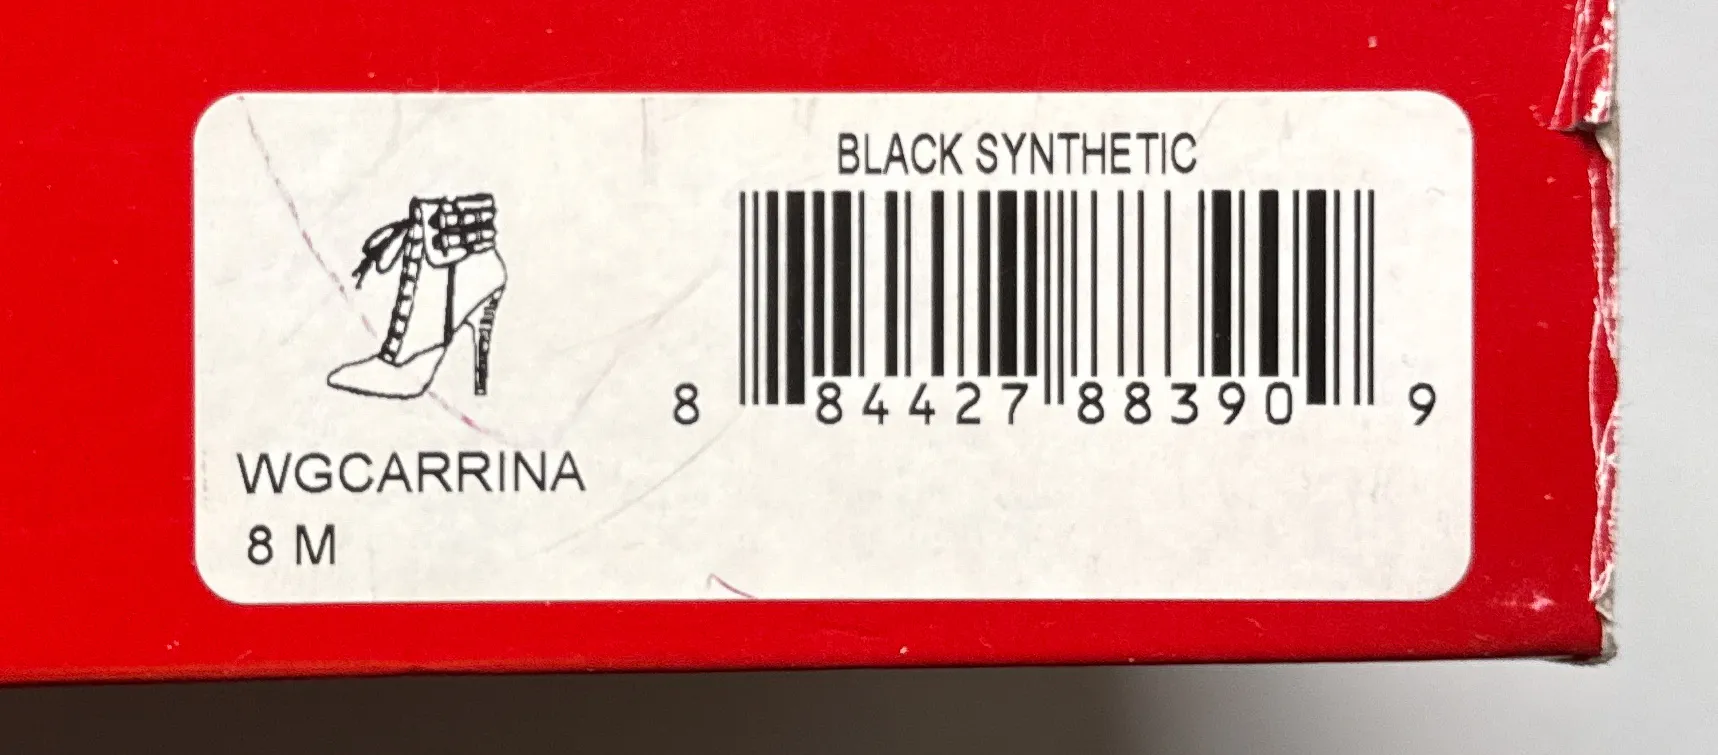 BLACK SYNTHETIC
8 84427 88390 9
WGCARRINA
8 M